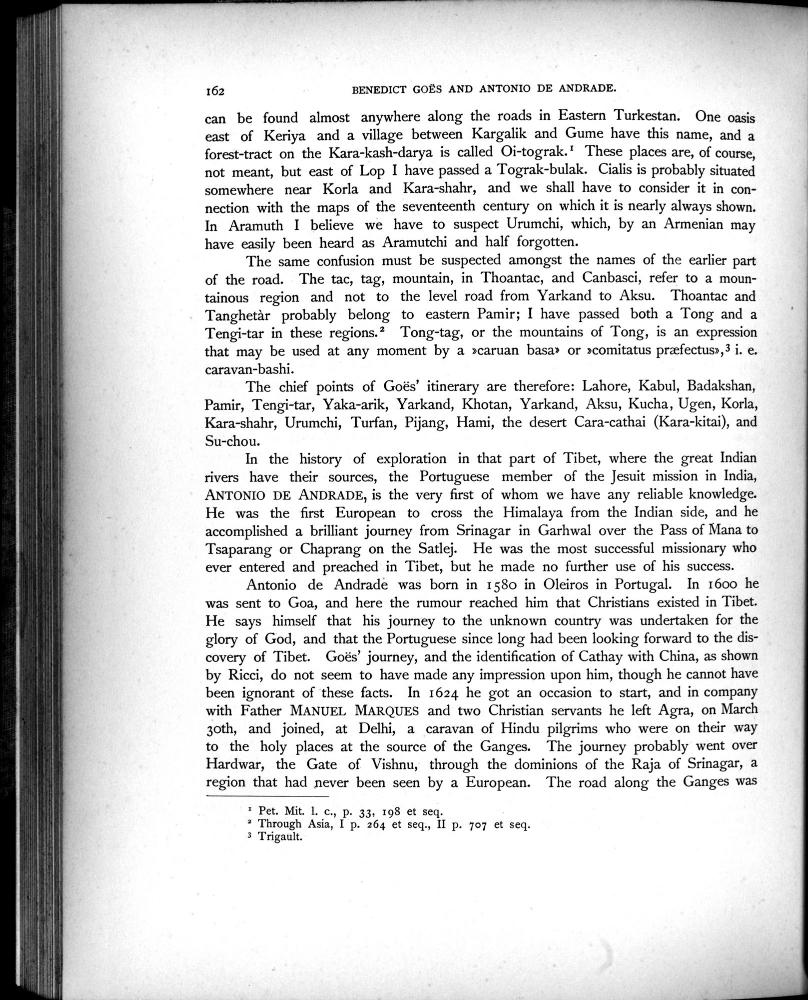 162 BENEDICT GOËS AND ANTONIO DE ANDRADE.
can be found almost anywhere along the roads in Eastern Turkestan. One oasis
east of Keriya and a village between Kargalik and Gume have this name, and a
forest-tract on the Kara-kash-darya is called Oi-tograk.¹ These places are, of course,
not meant, but east of Lop I have passed a Tograk-bulak. Cialis is probably situated
somewhere near Korla and Kara-shahr, and we shall have to consider it in con-
nection with the maps of the seventeenth century on which it is nearly always shown.
In Aramuth I believe we have to suspect Urumchi, which, by an Armenian may
have easily been heard as Aramutchi and half forgotten.
The same confusion must be suspected amongst the names of the earlier part
of the road. The tac, tag, mountain, in Thoantac, and Canbasci, refer to a moun-
tainous region and not to the level road from Yarkand to Aksu. Thoantac and
Tanghetàr probably belong to eastern Pamir; I have passed both a Tong and a
Tengi-tar in these regions.² Tong-tag, or the mountains of Tong, is an expression
that may be used at any moment by a »caruan basa» or »comitatus præfectus»,³ i. e.
caravan-bashi.
The chief points of Goës' itinerary are therefore: Lahore, Kabul, Badakshan,
Pamir, Tengi-tar, Yaka-arik, Yarkand, Khotan, Yarkand, Aksu, Kucha, Ugen, Korla,
Kara-shahr, Urumchi, Turfan, Pijang, Hami, the desert Cara-cathai (Kara-kitai), and
Su-chou.
In the history of exploration in that part of Tibet, where the great Indian
rivers have their sources, the Portuguese member of the Jesuit mission in India,
ANTONIO DE ANDRADE, is the very first of whom we have any reliable knowledge.
He was the first European to cross the Himalaya from the Indian side, and he
accomplished a brilliant journey from Srinagar in Garhwal over the Pass of Mana to
Tsaparang or Chaprang on the Satlej. He was the most successful missionary who
ever entered and preached in Tibet, but he made no further use of his success.
Antonio de Andrade was born in 1580 in Oleiros in Portugal. In 1600 he
was sent to Goa, and here the rumour reached him that Christians existed in Tibet.
He says himself that his journey to the unknown country was undertaken for the
glory of God, and that the Portuguese since long had been looking forward to the dis-
covery of Tibet. Goës' journey, and the identification of Cathay with China, as shown
by Ricci, do not seem to have made any impression upon him, though he cannot have
been ignorant of these facts. In 1624 he got an occasion to start, and in company
with Father MANUEL MARQUES and two Christian servants he left Agra, on March
30th, and joined, at Delhi, a caravan of Hindu pilgrims who were on their way
to the holy places at the source of the Ganges. The journey probably went over
Hardwar, the Gate of Vishnu, through the dominions of the Raja of Srinagar, a
region that had never been seen by a European. The road along the Ganges was
¹ Pet. Mit. l. c., p. 33, 198 et seq.
² Through Asia, I p. 264 et seq., II p. 707 et seq.
³ Trigault.